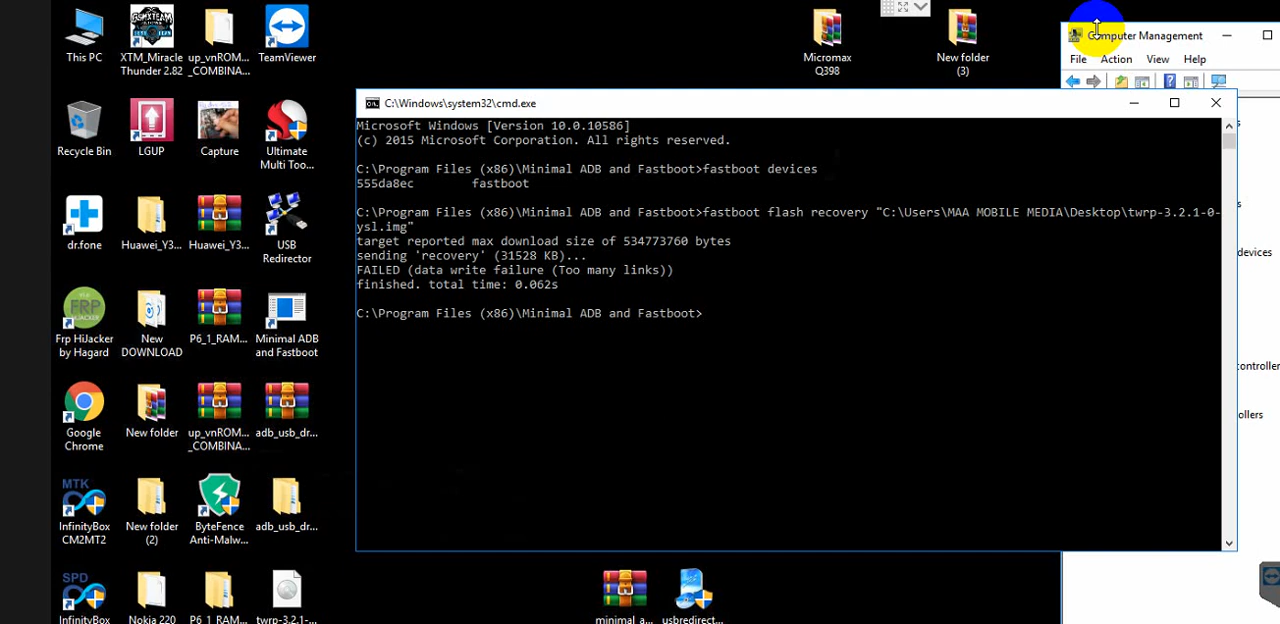 This PC
XTM_Miracle
Thunder 2.82
up_vnROM...
_COMBINA...
TeamViewer
Micromax
Q398
New folder
(3)
Computer Management
File Action View Help
Recycle Bin
LGUP
Capture
Ultimate
Multi Too...
dr.fone
Huawei_Y3...
Huawei_Y3...
USB
Redirector
Frp HiJacker
by Hagard
New
DOWNLOAD
P6_1_RAM...
Minimal ADB
and Fastboot
Google
Chrome
New folder
up_vnROM...
_COMBINA...
adb_usb_dr...
MTK
InfinityBox
CM2MT2
New folder
(2)
ByteFence
Anti-Malw...
adb_usb_dr...
SPD
InfinityBox
Nokia 220
P6_1_RAM...
twrp-3.2.1-...
minimal_a...
usbredirect...
C:\Windows\system32\cmd.exe
Microsoft Windows [Version 10.0.10586]
(c) 2015 Microsoft Corporation. All rights reserved.
C:\Program Files (x86)\Minimal ADB and Fastboot>fastboot devices
555da8ec fastboot
C:\Program Files (x86)\Minimal ADB and Fastboot>fastboot flash recovery "C:\Users\MAA MOBILE MEDIA\Desktop\twrp-3.2.1-0-
ysl.img"
target reported max download size of 534773760 bytes
sending 'recovery' (31528 KB)...
FAILED (data write failure (Too many links))
finished. total time: 0.062s
C:\Program Files (x86)\Minimal ADB and Fastboot>
devices
controller
ollers